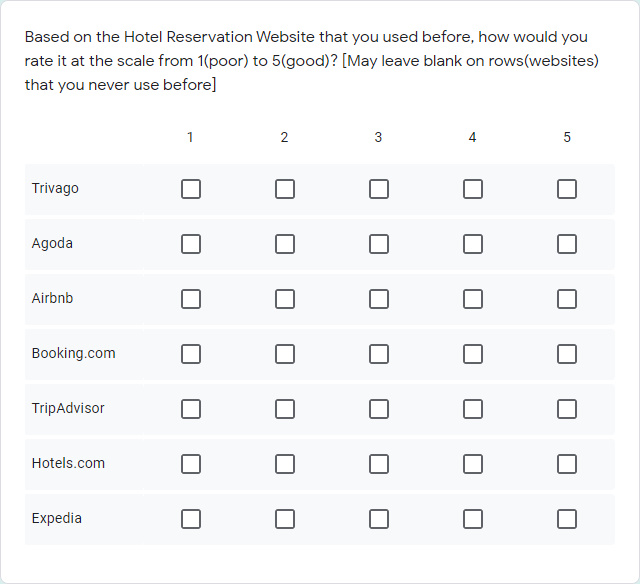 Based on the Hotel Reservation Website that you used before, how would you
rate it at the scale from 1(poor) to 5(good)? [May leave blank on rows(websites)
that you never use before]
1 2 3 4 5
Trivago
Agoda
Airbnb
Booking.com
TripAdvisor
Hotels.com
Expedia